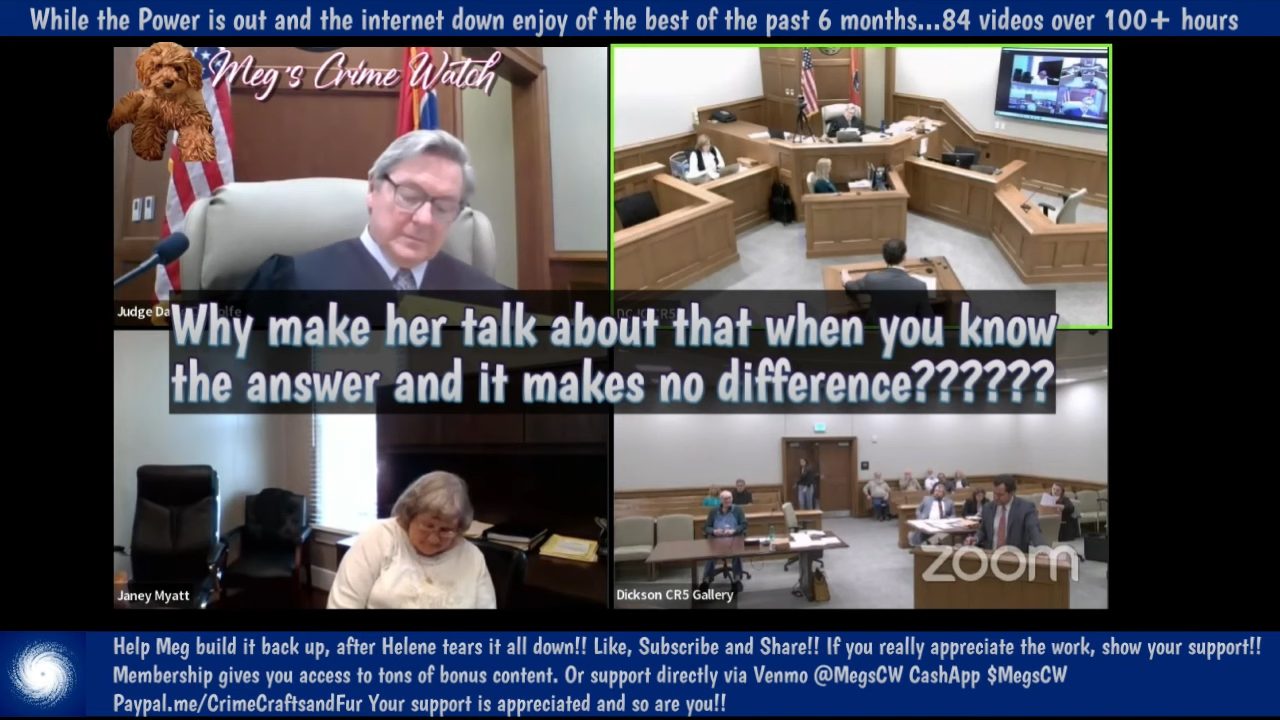 While the Power is out and the internet down enjoy of the best of the past 6 months...84 videos over 100+ hours
Meg's Crime Watch
Judge Da
Why make her talk about that when you know
the answer and it makes no difference??????
Janey Myatt
Dickson CR5 Gallery
zoom
Help Meg build it back up, after Helene tears it all down!! Like, Subscribe and Share!! If you really appreciate the work, show your support!!
Membership gives you access to tons of bonus content. Or support directly via Venmo @MegsCW CashApp $MegsCW
Paypal.me/CrimeCraftsandFur Your support is appreciated and so are you!!